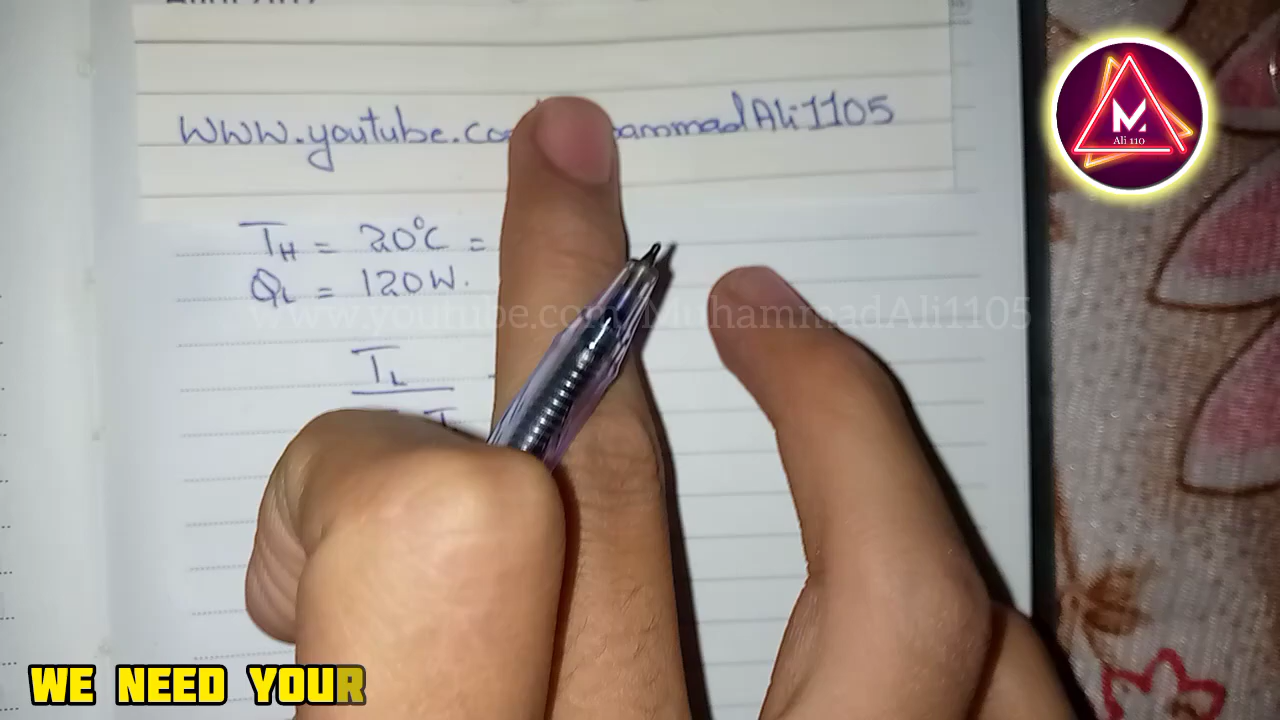 www.youtube.co ammadAli1105
TH = 20°C =
QL = 120W.
www.youtube.com/MuhammadAli1105
TL
T
M
Ali 110
WE NEED YOUR